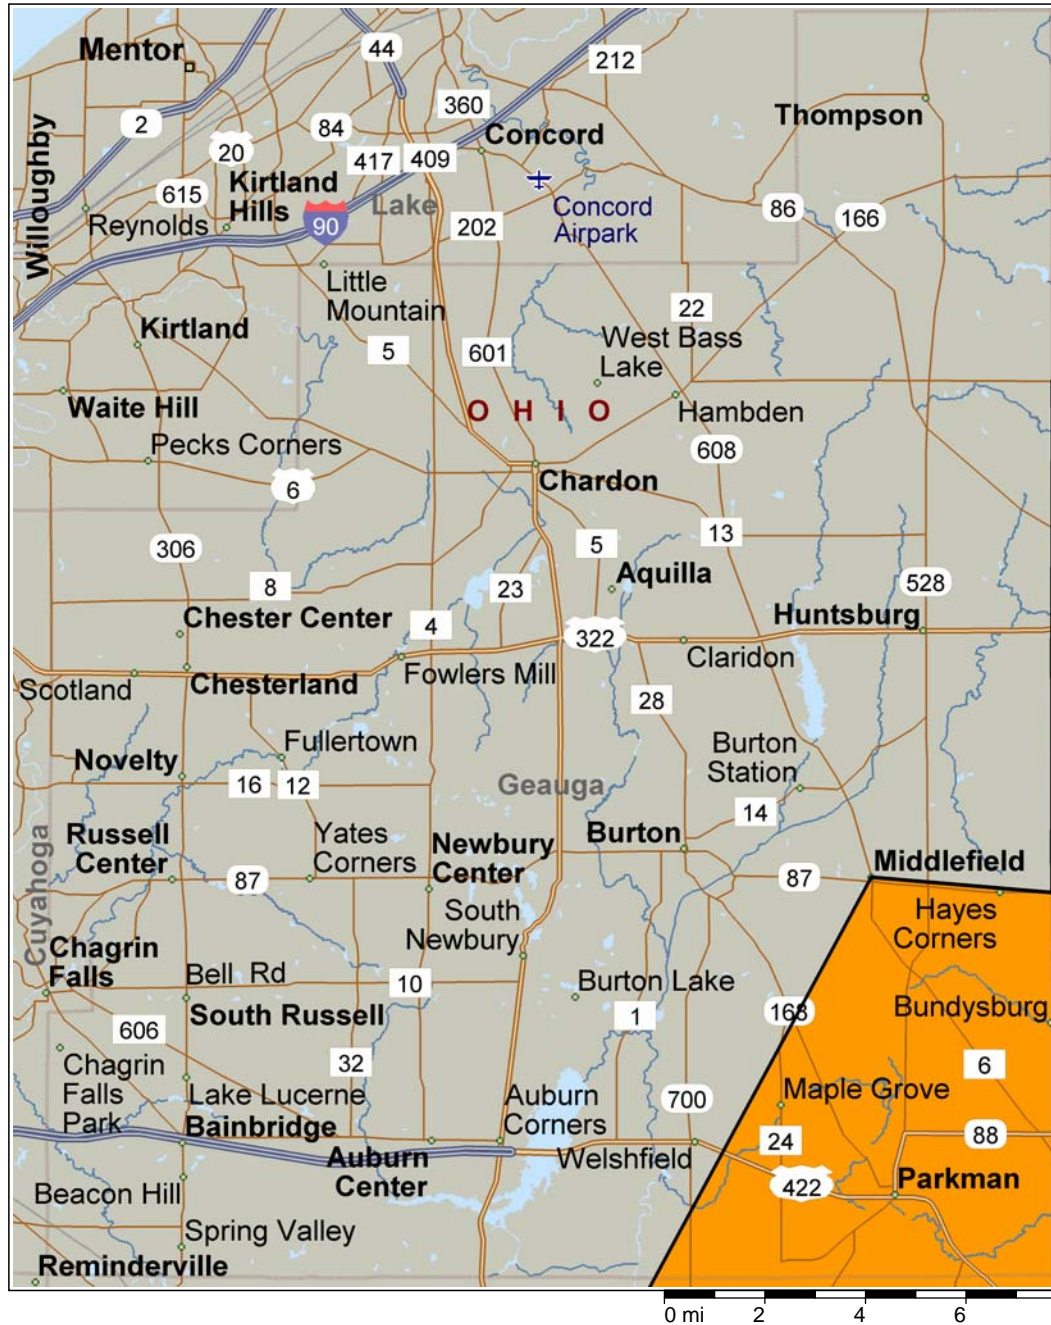 44
212
Mentor
360
Thompson
2
84
Concord
20
417
409
Willoughby
615
Kirtland
Hills
Lake
86
166
Reynolds
90
202
Concord
Airpark
Little
Mountain
22
Kirtland
West Bass
Lake
5
601
Waite Hill
O H I O
Hambden
Pecks Corners
608
6
Chardon
13
306
5
8
23
Aquilla
528
Chester Center
4
322
Huntsburg
Claridon
Scotland
Chesterland
Fowlers Mill
28
Fullertown
Burton
Station
Novelty
16
12
Geauga
14
Russell
Center
Yates
Corners
Newbury
Center
Burton
Middlefield
87
87
Cuyahoga
South
Newbury
Hayes
Corners
Chagrin
Falls
Bell Rd
10
Burton Lake
Bundysburg
South Russell
1
168
606
32
6
Chagrin
Falls
Park
Lake Lucerne
Auburn
Corners
700
Maple Grove
Bainbridge
24
88
Auburn
Center
Welshfield
422
Parkman
Beacon Hill
Spring Valley
Reminderville
0 mi 2 4 6